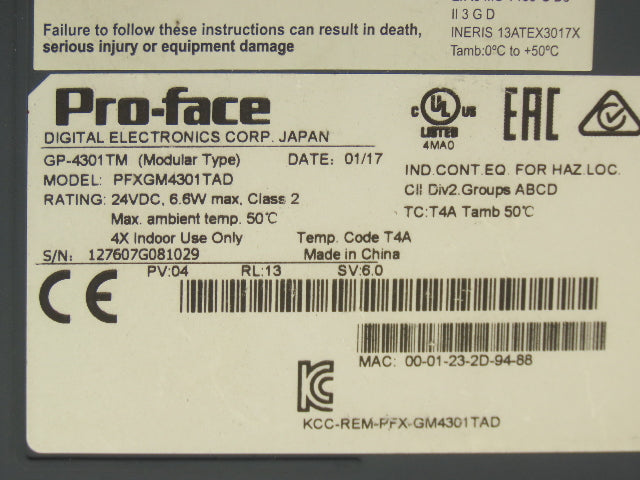 Failure to follow these instructions can result in death,
serious injury or equipment damage
II 3 G D
INERIS 13ATEX3017X
Tamb:0°C to +50°C
Pro-face
DIGITAL ELECTRONICS CORP. JAPAN
GP-4301TM (Modular Type) DATE: 01/17
MODEL: PFXGM4301TAD
RATING: 24VDC, 6.6W max, Class 2
Max. ambient temp. 50°C
4X Indoor Use Only Temp. Code T4A
S/N: 127607G081029 Made in China
PV:04 RL:13 SV:6.0
C UL US
LISTED
4MA0
EAC
IND.CONT.EQ. FOR HAZ.LOC.
CII Div2.Groups ABCD
TC:T4A Tamb 50°C
CE
MAC: 00-01-23-2D-94-88
KC
KCC-REM-PFX-GM4301TAD